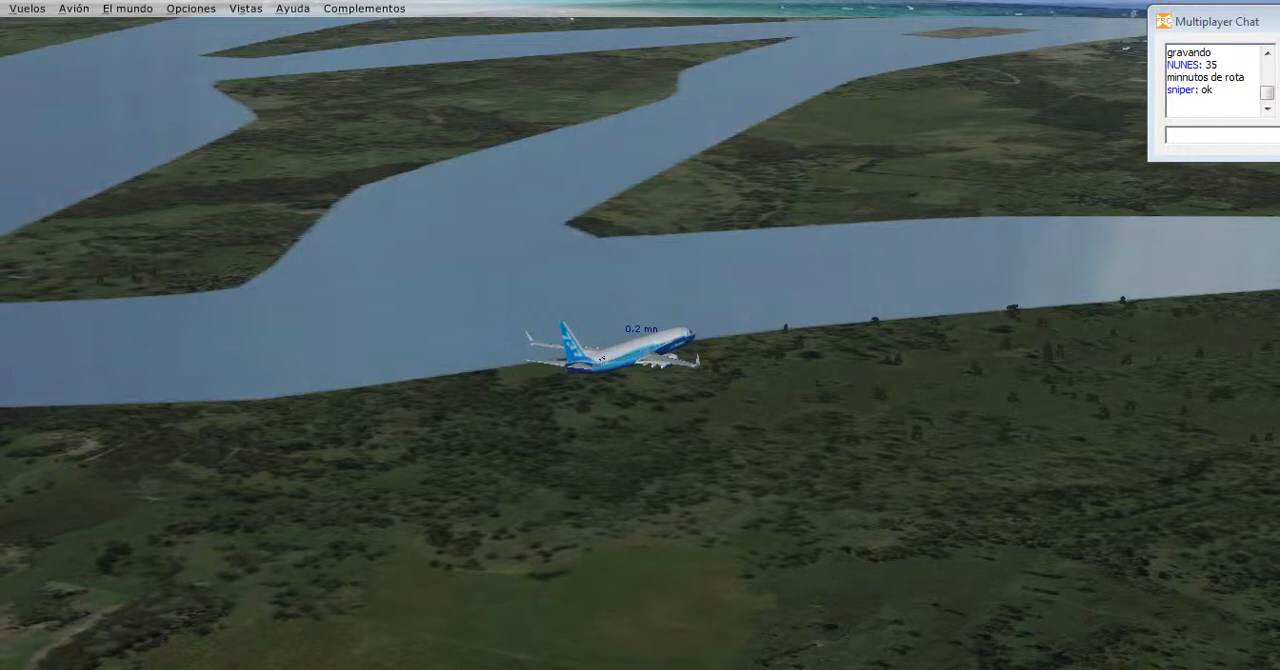 Vuelos Avión El mundo Opciones Vistas Ayuda Complementos
Multiplayer Chat
gravando
NUNES: 35
minnutos de rota
sniper: ok
0.2 mn